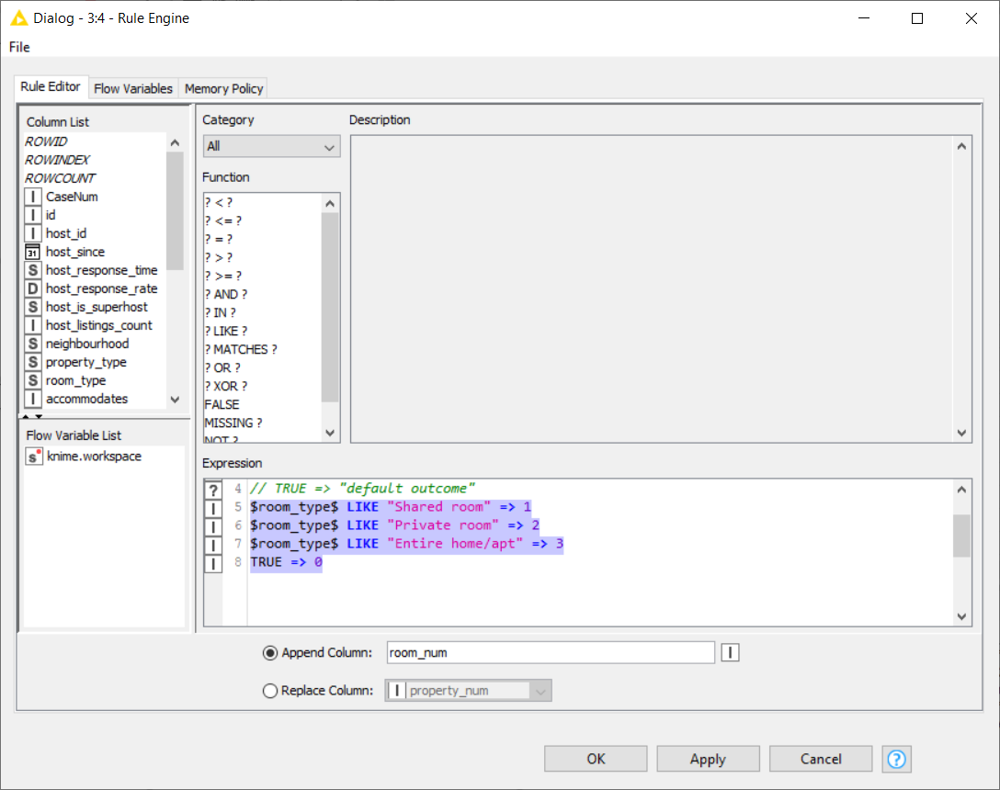 Dialog - 3:4 - Rule Engine
File
Rule Editor
Flow Variables
Memory Policy
Column List
ROWID
ROWINDEX
ROWCOUNT
I CaseNum
I id
I host_id
31 host_since
S host_response_time
D host_response_rate
S host_is_superhost
I host_listings_count
S neighbourhood
S property_type
S room_type
I accommodates
Flow Variable List
s knime.workspace
Category
All
Function
? < ?
? <= ?
? = ?
? > ?
? >= ?
? AND ?
? IN ?
? LIKE ?
? MATCHES ?
? OR ?
? XOR ?
FALSE
MISSING ?
NOT ?
Description
Expression
? 4 // TRUE => "default outcome"
I 5 $room_type$ LIKE "Shared room" => 1
I 6 $room_type$ LIKE "Private room" => 2
I 7 $room_type$ LIKE "Entire home/apt" => 3
I 8 TRUE => 0
Append Column: room_num I
Replace Column: I property_num
OK
Apply
Cancel
?